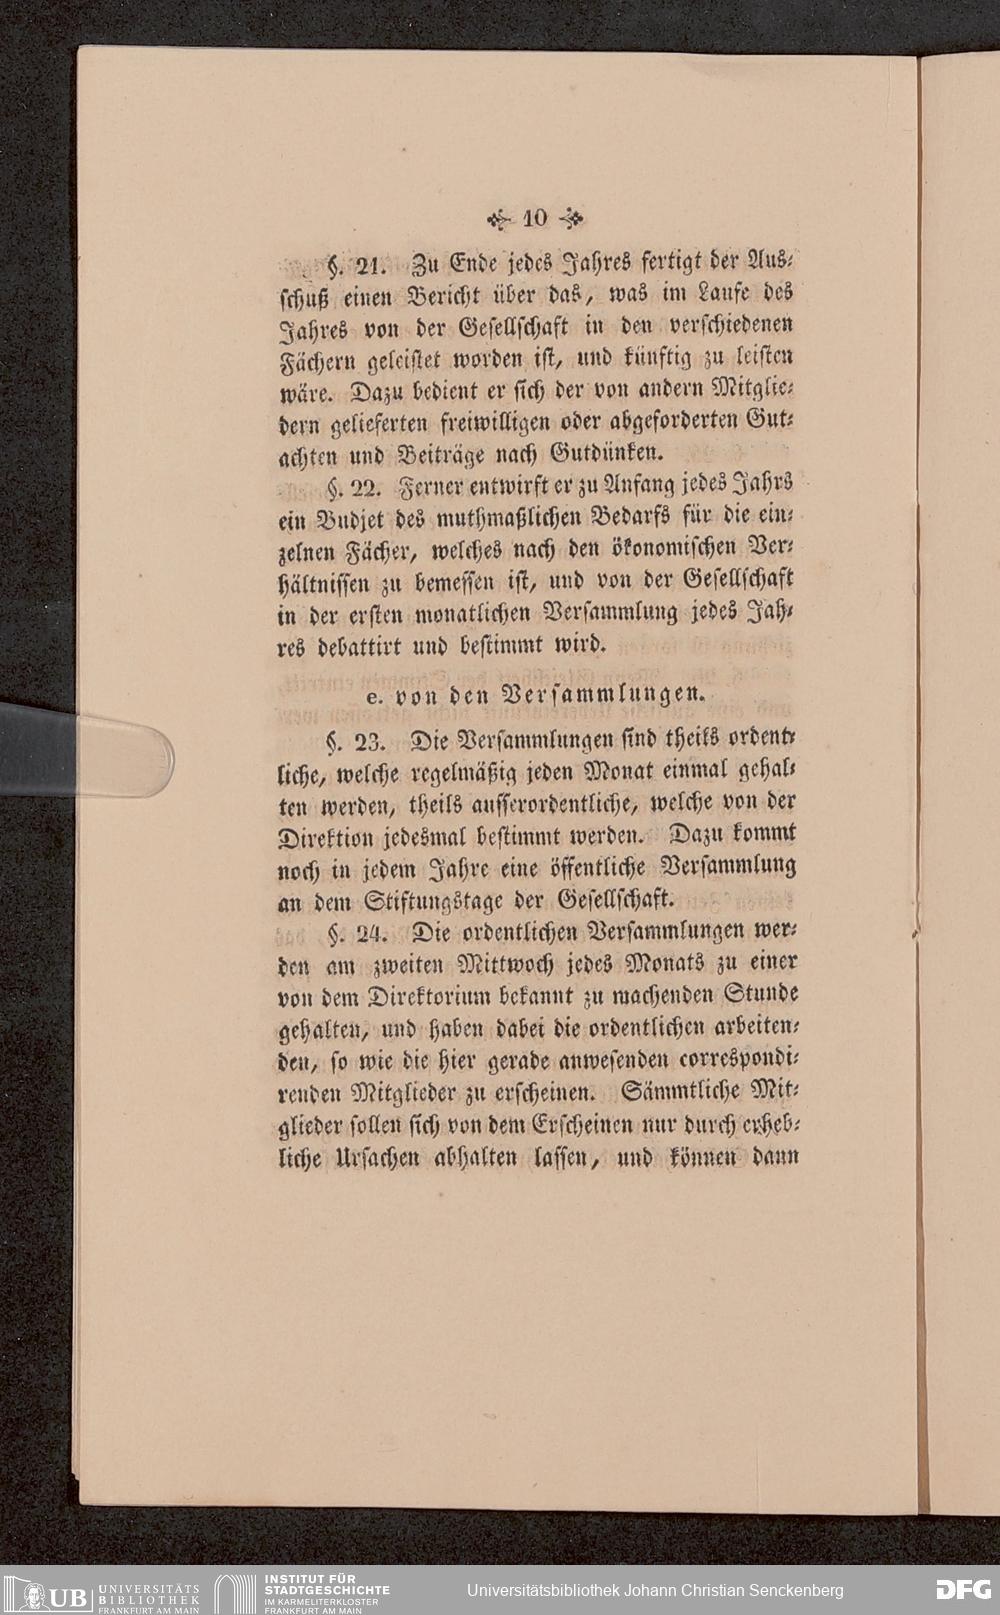 10
§. 21. Zu Ende jedes Jahres fertigt der Aus-
schuß einen Bericht über das, was im Laufe des
Jahres von der Gesellschaft in den verschiedenen
Fächern geleistet worden ist, und künftig zu leisten
wäre. Dazu bedient er sich der von andern Mitglie-
dern gelieferten freiwilligen oder abgeforderten Gut-
achten und Beiträge nach Gutdünken.
§. 22. Ferner entwirft er zu Anfang jedes Jahrs
ein Budjet des muthmaßlichen Bedarfs für die ein-
zelnen Fächer, welches nach den ökonomischen Ver-
hältnissen zu bemessen ist, und von der Gesellschaft
in der ersten monatlichen Versammlung jedes Jah-
res debattirt und bestimmt wird.
e. von den Versammlungen.
§. 23. Die Versammlungen sind theils ordent-
liche, welche regelmäßig jeden Monat einmal gehal-
ten werden, theils ausserordentliche, welche von der
Direktion jedesmal bestimmt werden. Dazu kommt
noch in jedem Jahre eine öffentliche Versammlung
an dem Stiftungstage der Gesellschaft.
§. 24. Die ordentlichen Versammlungen wer-
den am zweiten Mittwoch jedes Monats zu einer
von dem Direktorium bekannt zu machenden Stunde
gehalten, und haben dabei die ordentlichen arbeiten-
den, so wie die hier gerade anwesenden correspondi-
renden Mitglieder zu erscheinen. Sämmtliche Mit-
glieder sollen sich von dem Erscheinen nur durch erheb-
liche Ursachen abhalten lassen, und können dann
UB UNIVERSITÄTS
BIBLIOTHEK
FRANKFURT AM MAIN
INSTITUT FÜR
STADTGESCHICHTE
IM KARMELITERKLOSTER
FRANKFURT AM MAIN
Universitätsbibliothek Johann Christian Senckenberg
DFG